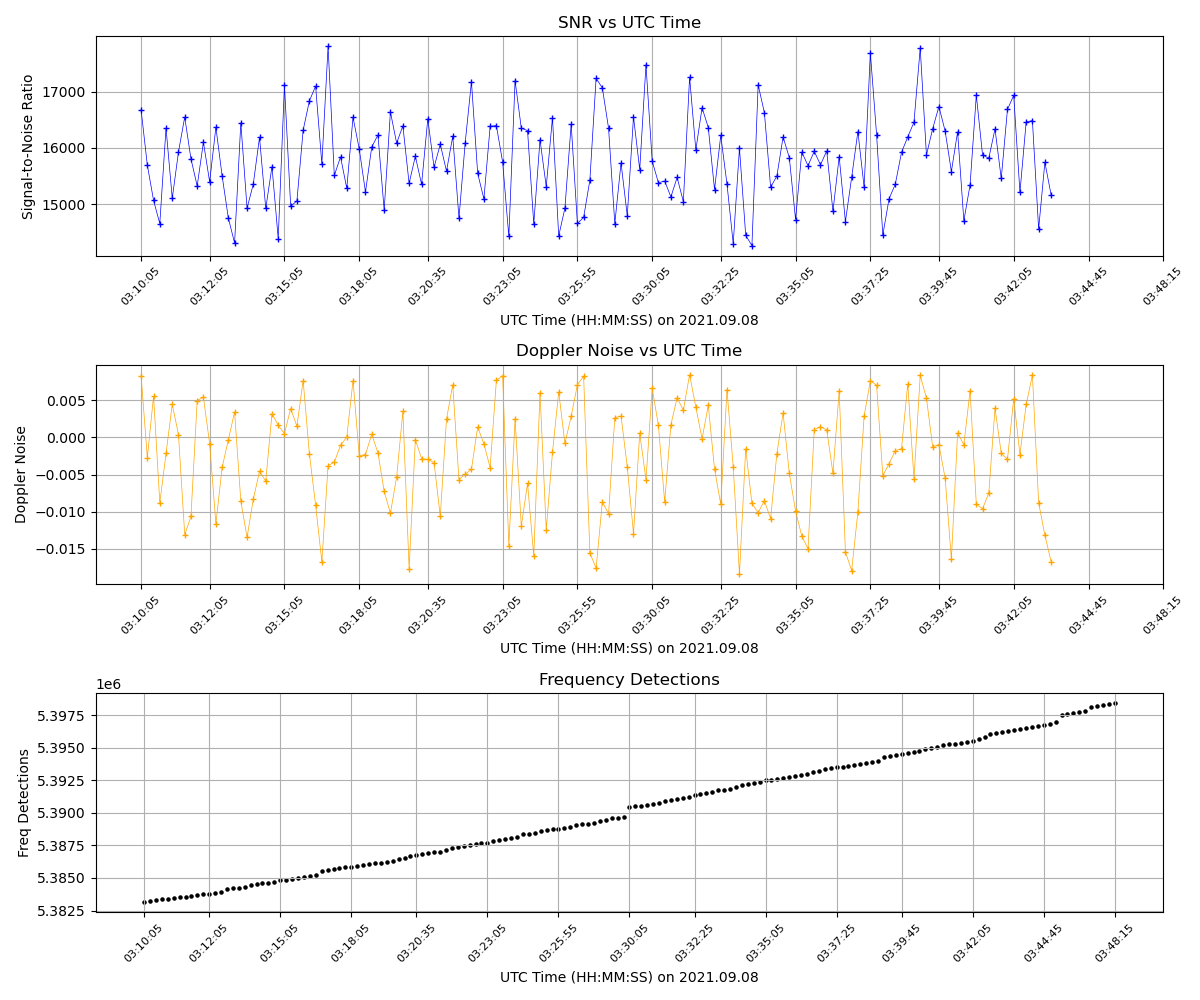 SNR vs UTC Time
Signal-to-Noise Ratio
17000
16000
15000
03:10:05 03:12:05 03:15:05 03:18:05 03:20:35 03:23:05 03:25:55 03:30:05 03:32:25 03:35:05 03:37:25 03:39:45 03:42:05 03:44:45 03:48:15
UTC Time (HH:MM:SS) on 2021.09.08
Doppler Noise vs UTC Time
Doppler Noise
0.005
0.000
−0.005
−0.010
−0.015
03:10:05 03:12:05 03:15:05 03:18:05 03:20:35 03:23:05 03:25:55 03:30:05 03:32:25 03:35:05 03:37:25 03:39:45 03:42:05 03:44:45 03:48:15
UTC Time (HH:MM:SS) on 2021.09.08
Frequency Detections
1e6
Freq Detections
5.3975
5.3950
5.3925
5.3900
5.3875
5.3850
5.3825
03:10:05 03:12:05 03:15:05 03:18:05 03:20:35 03:23:05 03:25:55 03:30:05 03:32:25 03:35:05 03:37:25 03:39:45 03:42:05 03:44:45 03:48:15
UTC Time (HH:MM:SS) on 2021.09.08